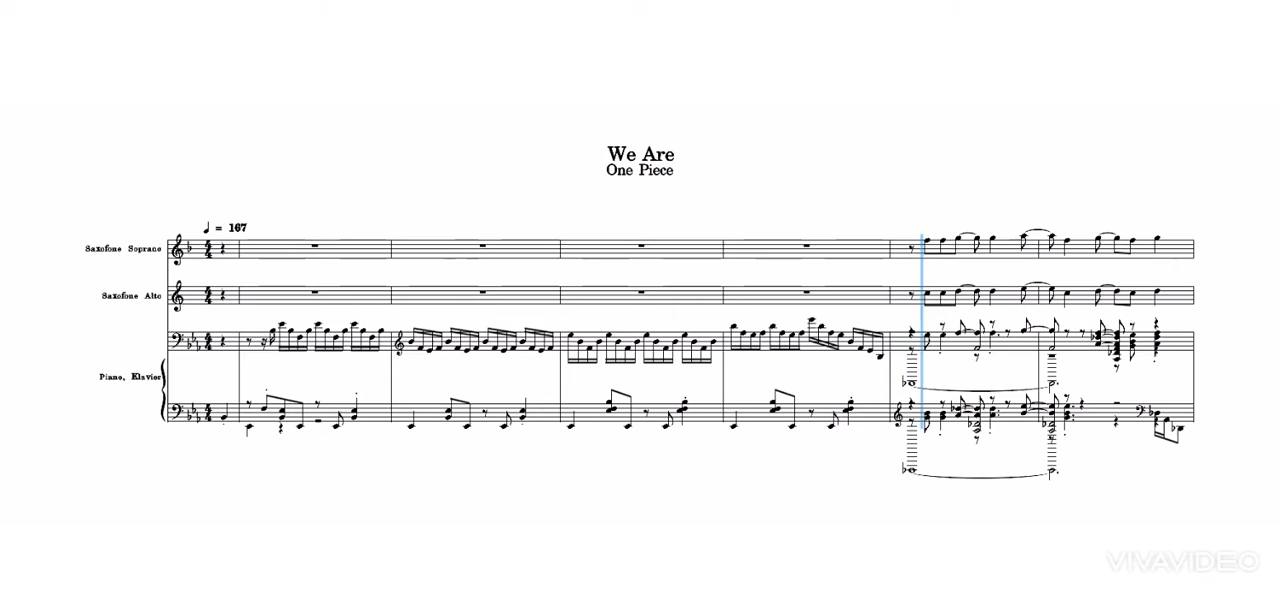 We Are
One Piece
= 167
Saxofone Soprano
Saxofone Alto
Piano, Klavier
VIVAVIDEO